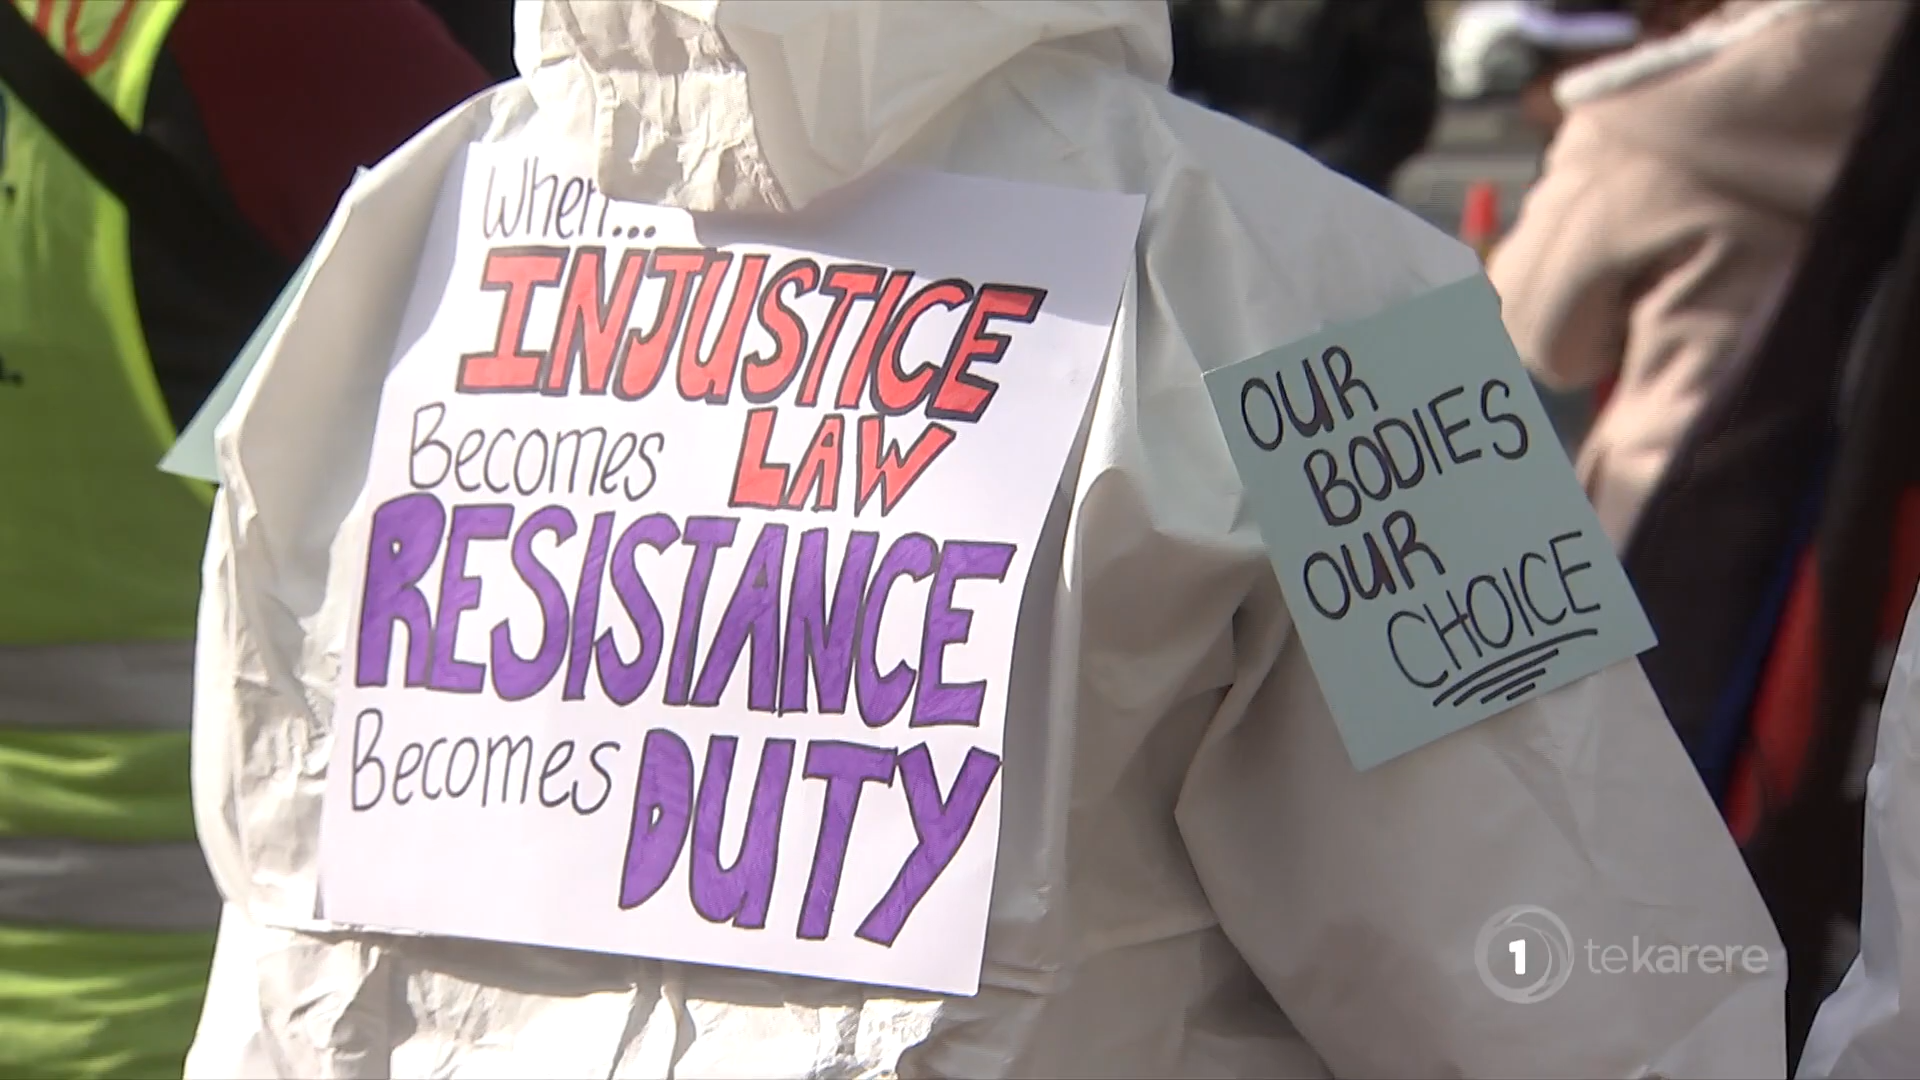 When...
INJUSTICE
Becomes LAW
RESISTANCE
Becomes DUTY
OUR
BODIES
OUR
CHOICE
1 tekarere